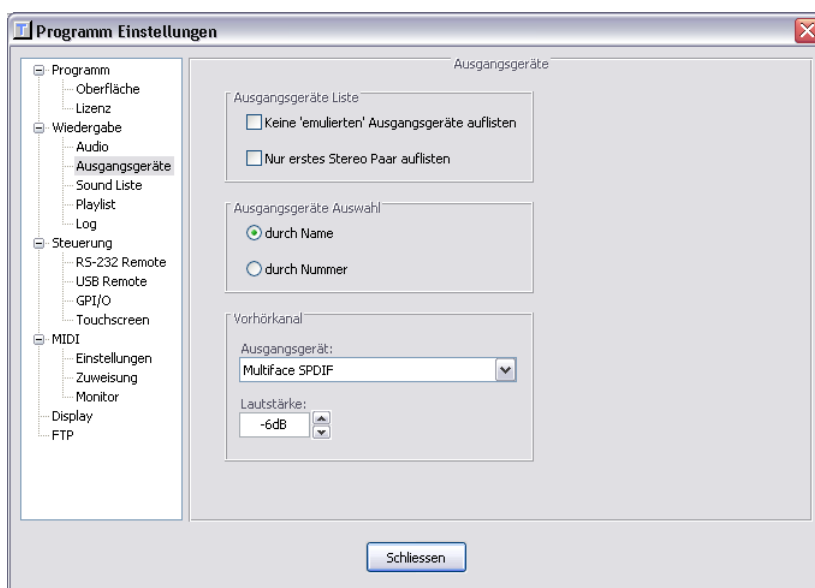 Programm Einstellungen
Programm
Oberfläche
Lizenz
Wiedergabe
Audio
Ausgangsgeräte
Sound Liste
Playlist
Log
Steuerung
RS-232 Remote
USB Remote
GPI/O
Touchscreen
MIDI
Einstellungen
Zuweisung
Monitor
Display
FTP
Ausgangsgeräte
Ausgangsgeräte Liste
Keine 'emulierten' Ausgangsgeräte auflisten
Nur erstes Stereo Paar auflisten
Ausgangsgeräte Auswahl
durch Name
durch Nummer
Vorhörkanal
Ausgangsgerät:
Multiface SPDIF
Lautstärke:
-6dB
Schliessen